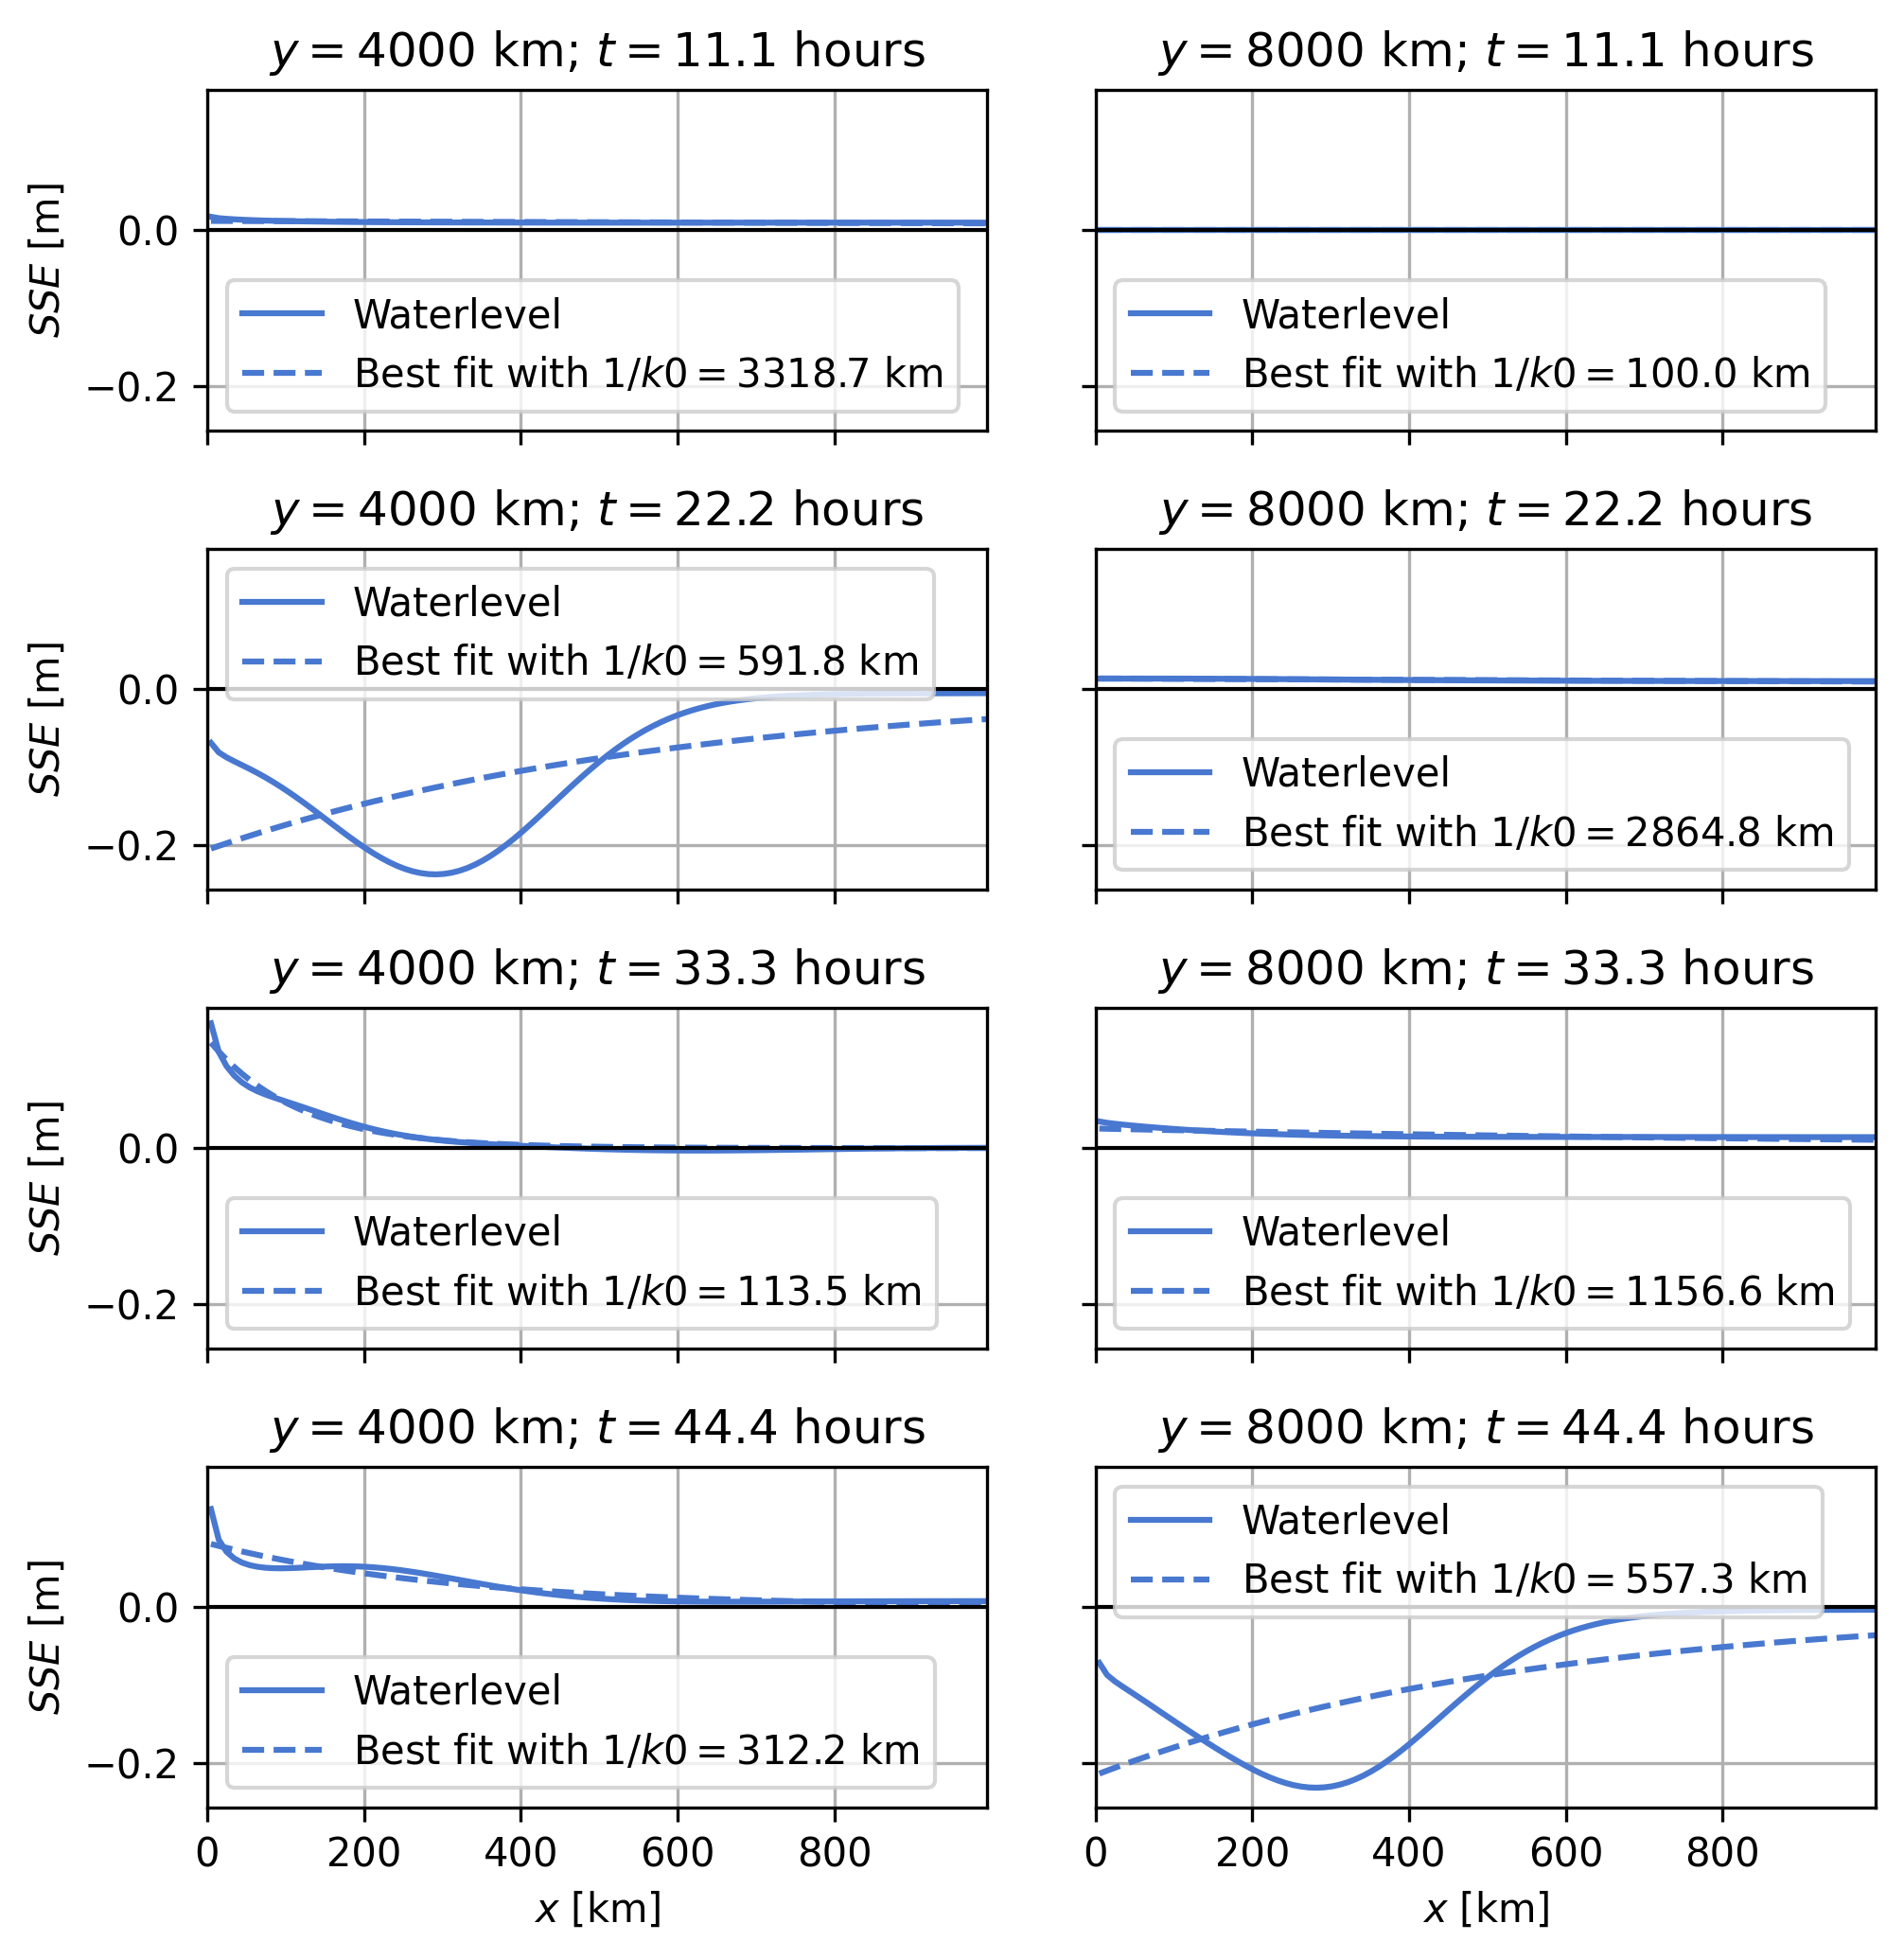 y = 4000 km; t = 11.1 hours
y = 8000 km; t = 11.1 hours
SSE [m]
0.0
−0.2
Waterlevel
Best fit with 1/k0 = 3318.7 km
Waterlevel
Best fit with 1/k0 = 100.0 km
y = 4000 km; t = 22.2 hours
y = 8000 km; t = 22.2 hours
SSE [m]
0.0
−0.2
Waterlevel
Best fit with 1/k0 = 591.8 km
Waterlevel
Best fit with 1/k0 = 2864.8 km
y = 4000 km; t = 33.3 hours
y = 8000 km; t = 33.3 hours
SSE [m]
0.0
−0.2
Waterlevel
Best fit with 1/k0 = 113.5 km
Waterlevel
Best fit with 1/k0 = 1156.6 km
y = 4000 km; t = 44.4 hours
y = 8000 km; t = 44.4 hours
SSE [m]
0.0
−0.2
Waterlevel
Best fit with 1/k0 = 312.2 km
Waterlevel
Best fit with 1/k0 = 557.3 km
0 200 400 600 800
0 200 400 600 800
x [km]
x [km]